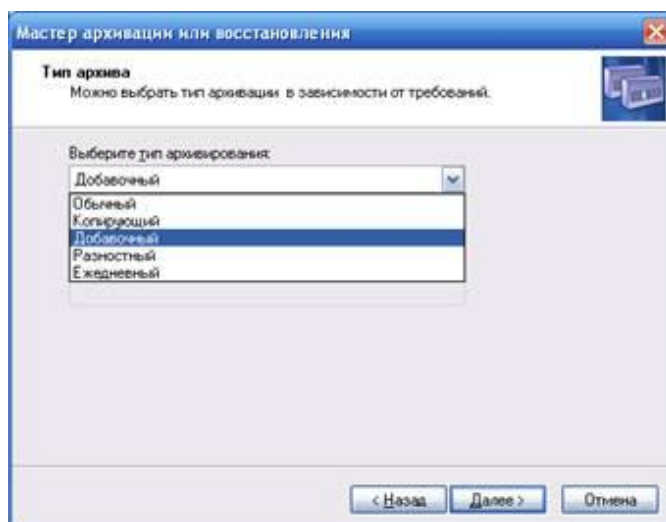 Мастер архивации или восстановления
Тип архива
Можно выбрать тип архивации в зависимости от требований.
Выберите тип архивирования:
Добавочный
Обычный
Копирующий
Добавочный
Разностный
Ежедневный
< Назад Далее > Отмена